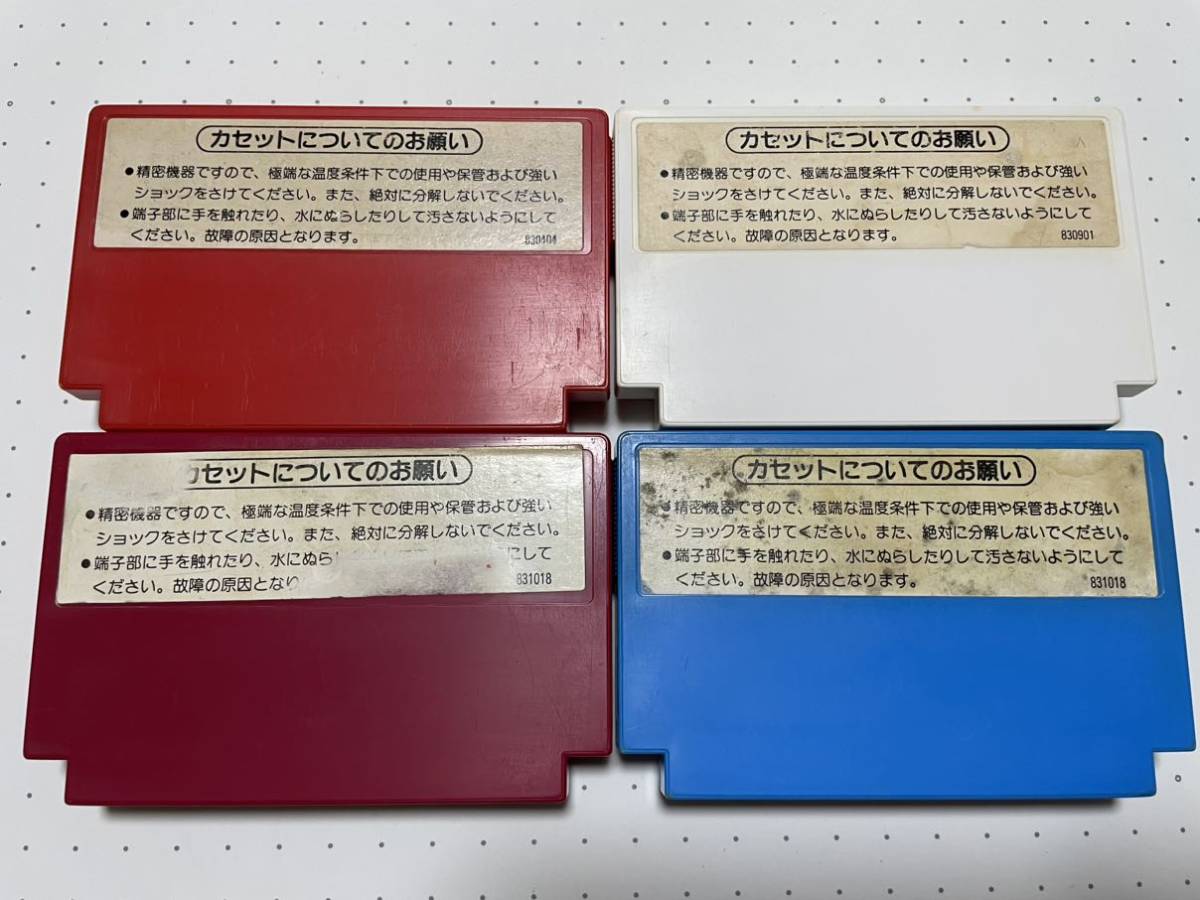 カセットについてのお願い
●精密機器ですので、極端な温度条件下での使用や保管および強い
ショックをさけてください。また、絶対に分解しないでください。
●端子部に手を触れたり、水にぬらしたりして汚さないようにして
ください。故障の原因となります。
830404
カセットについてのお願い
●精密機器ですので、極端な温度条件下での使用や保管および強い
ショックをさけてください。また、絶対に分解しないでください。
●端子部に手を触れたり、水にぬらしたりして汚さないようにして
ください。故障の原因となります。
830901
カセットについてのお願い
●精密機器ですので、極端な温度条件下での使用や保管および強い
ショックをさけてください。また、絶対に分解しないでください。
●端子部に手を触れたり、水にぬら にして
ください。故障の原因となり
831018
カセットについてのお願い
●精密機器ですので、極端な温度条件下での使用や保管および強い
ショックをさけてください。また、絶対に分解しないでください。
●端子部に手を触れたり、水にぬらしたりして汚さないようにして
ください。故障の原因となります。
831018